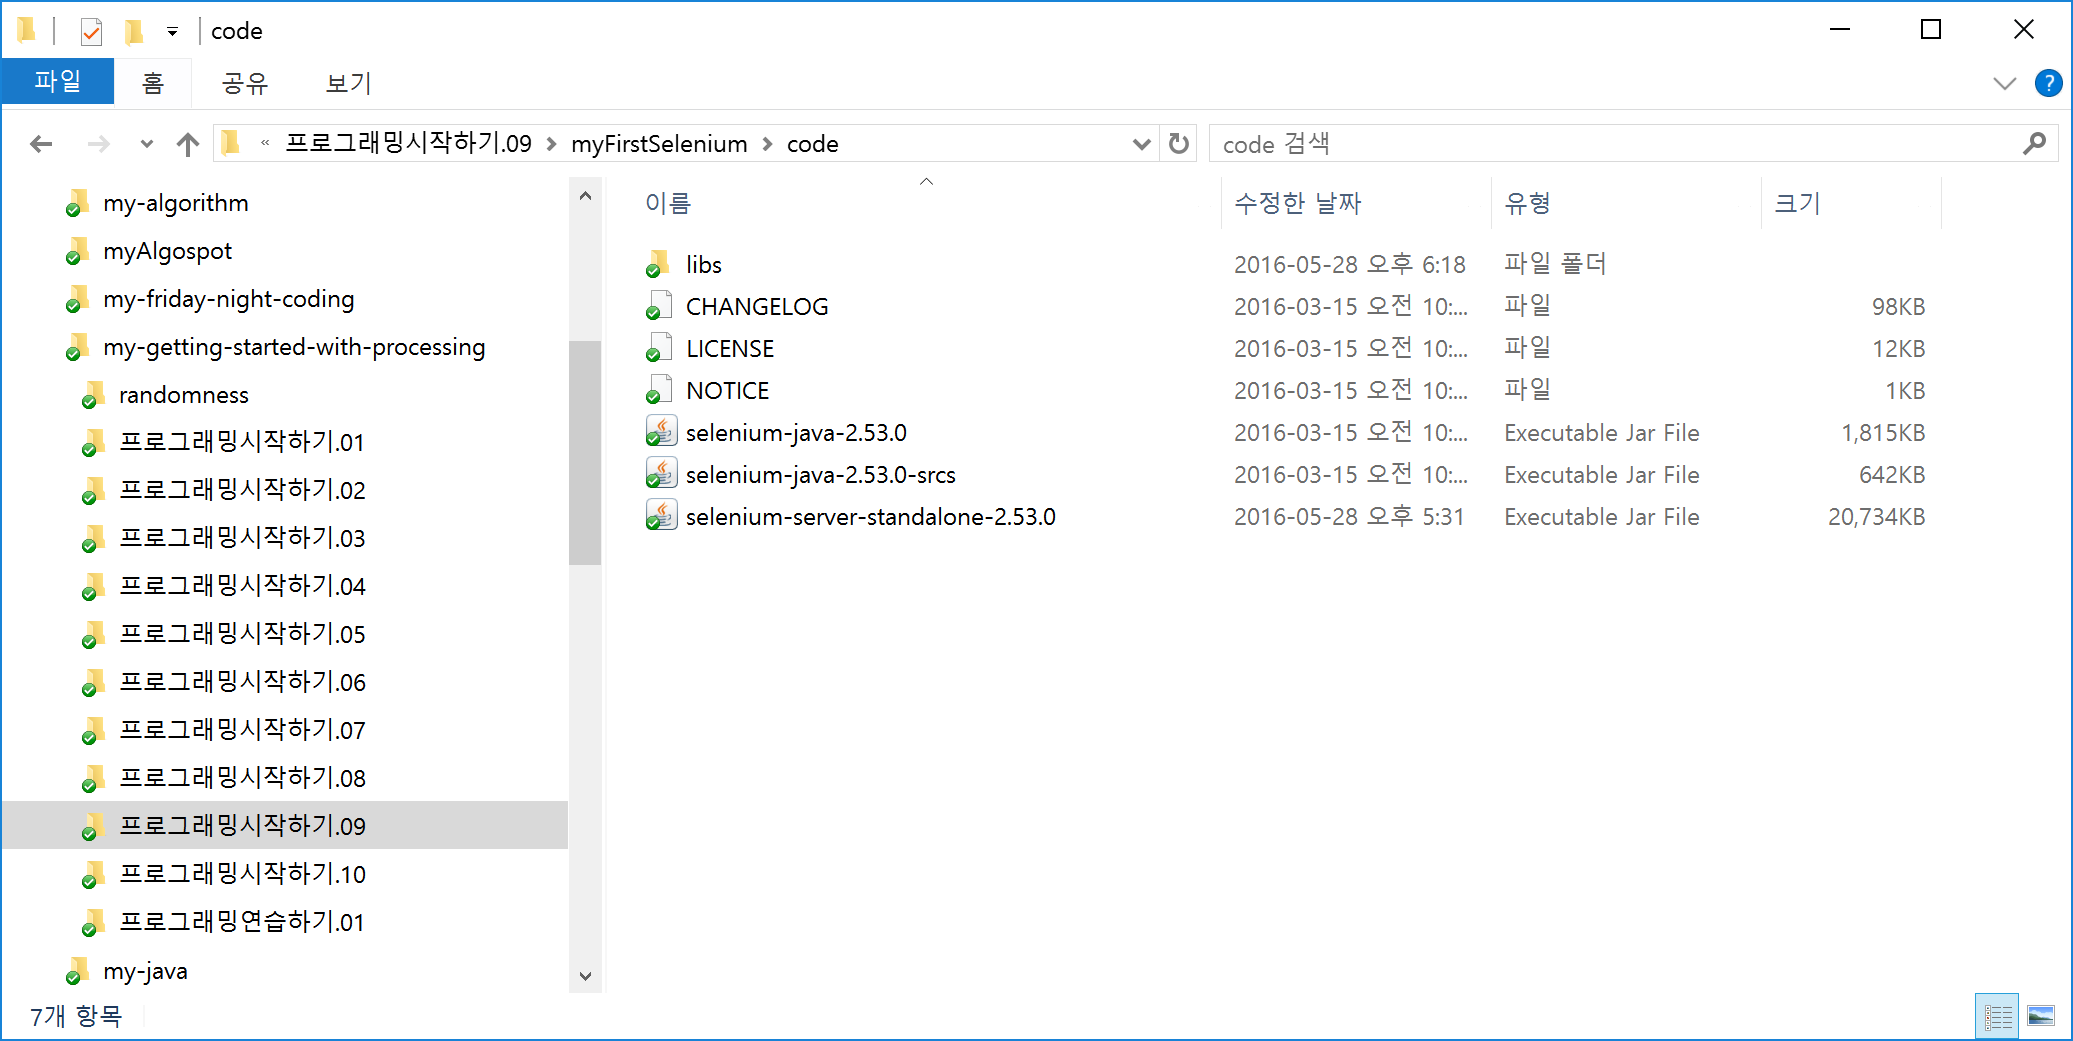 code
파일 홈 공유 보기
« 프로그래밍시작하기.09 > myFirstSelenium > code
code 검색
my-algorithm
myAlgospot
my-friday-night-coding
my-getting-started-with-processing
randomness
프로그래밍시작하기.01
프로그래밍시작하기.02
프로그래밍시작하기.03
프로그래밍시작하기.04
프로그래밍시작하기.05
프로그래밍시작하기.06
프로그래밍시작하기.07
프로그래밍시작하기.08
프로그래밍시작하기.09
프로그래밍시작하기.10
프로그래밍연습하기.01
my-java
이름 수정한 날짜 유형 크기
libs 2016-05-28 오후 6:18 파일 폴더
CHANGELOG 2016-03-15 오전 10:... 파일 98KB
LICENSE 2016-03-15 오전 10:... 파일 12KB
NOTICE 2016-03-15 오전 10:... 파일 1KB
selenium-java-2.53.0 2016-03-15 오전 10:... Executable Jar File 1,815KB
selenium-java-2.53.0-srcs 2016-03-15 오전 10:... Executable Jar File 642KB
selenium-server-standalone-2.53.0 2016-05-28 오후 5:31 Executable Jar File 20,734KB
7개 항목